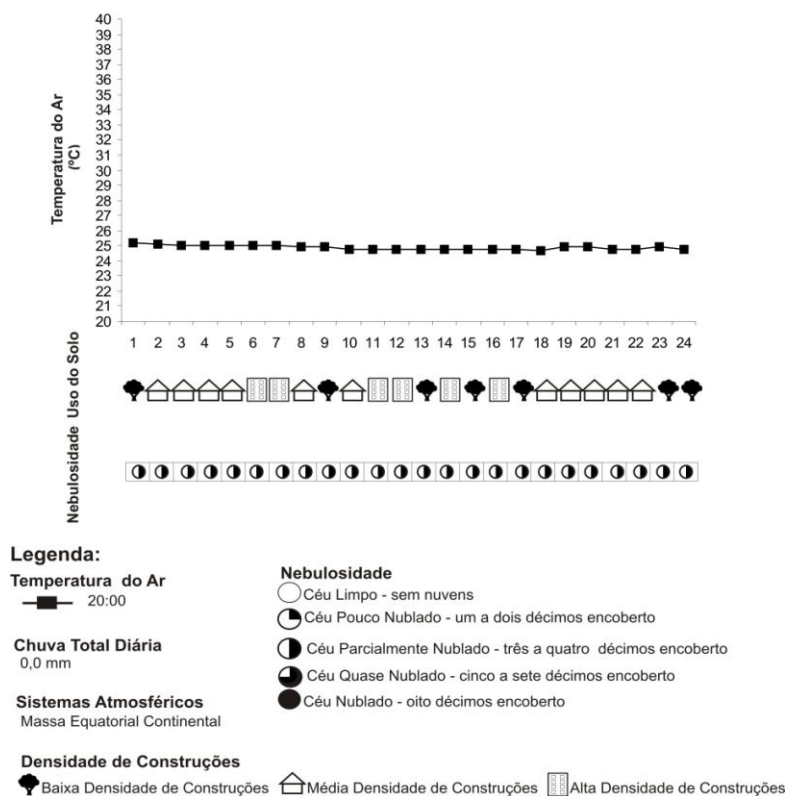 Temperatura do Ar
(ºC)
40
39
38
37
36
35
34
33
32
31
30
29
28
27
26
25
24
23
22
21
20
1 2 3 4 5 6 7 8 9 10 11 12 13 14 15 16 17 18 19 20 21 22 23 24
Uso do Solo
Nebulosidade
Legenda:
Temperatura do Ar
20:00
Chuva Total Diária
0,0 mm
Sistemas Atmosféricos
Massa Equatorial Continental
Nebulosidade
Céu Limpo - sem nuvens
Céu Pouco Nublado - um a dois décimos encoberto
Céu Parcialmente Nublado - três a quatro décimos encoberto
Céu Quase Nublado - cinco a sete décimos encoberto
Céu Nublado - oito décimos encoberto
Densidade de Construções
Baixa Densidade de Construções Média Densidade de Construções Alta Densidade de Construções